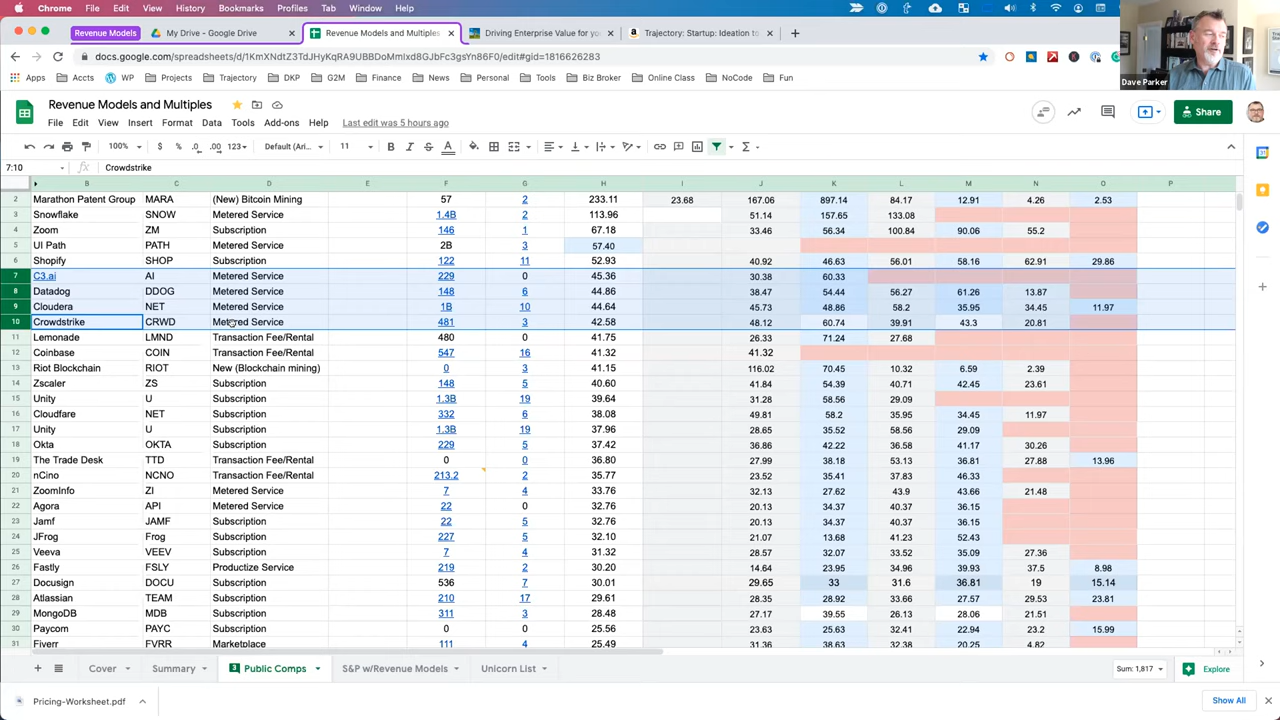 Chrome File Edit View History Bookmarks Profiles Tab Window Help
Revenue Models My Drive - Google Drive Revenue Models and Multiples Driving Enterprise Value for yo Trajectory: Startup: Ideation to
docs.google.com/spreadsheets/d/1KmXNdtZ3TdJHyKqRA9UBBDoMmlxd8GJbFc3gsYn86F0/edit#gid=1816626283
Apps Accts WP Projects Trajectory DKP G2M Finance News Personal Tools Biz Broker Online Class NoCode Fun
Dave Parker
Revenue Models and Multiples
Share
File Edit View Insert Format Data Tools Add-ons Help Last edit was 5 hours ago
100% $ % .0 .00 123 Default (Ari... 11 B I S A
7:10 fx Crowdstrike
B C D E F G H I J K L M N O P
2 Marathon Patent Group MARA (New) Bitcoin Mining 57 2 233.11 23.68 167.06 897.14 84.17 12.91 4.26 2.53
3 Snowflake SNOW Metered Service 1.4B 2 113.96 51.14 157.65 133.08
4 Zoom ZM Subscription 146 1 67.18 33.46 56.34 100.84 90.06 55.2
5 UI Path PATH Metered Service 2B 3 57.40
6 Shopify SHOP Subscription 122 11 52.93 40.92 46.63 56.01 58.16 62.91 29.86
7 C3.ai AI Metered Service 229 0 45.36 30.38 60.33
8 Datadog DDOG Metered Service 148 6 44.86 38.47 54.44 56.27 61.26 13.87
9 Cloudera NET Metered Service 1B 10 44.64 45.73 48.86 58.2 35.95 34.45 11.97
10 Crowdstrike CRWD Metered Service 481 3 42.58 48.12 60.74 39.91 43.3 20.81
11 Lemonade LMND Transaction Fee/Rental 480 0 41.75 26.33 71.24 27.68
12 Coinbase COIN Transaction Fee/Rental 547 16 41.32 41.32
13 Riot Blockchain RIOT New (Blockchain mining) 0 3 41.15 116.02 70.45 10.32 6.59 2.39
14 Zscaler ZS Subscription 148 5 40.60 41.84 54.39 40.71 42.45 23.61
15 Unity U Subscription 1.3B 19 39.64 31.28 58.56 29.09
16 Cloudfare NET Subscription 332 6 38.08 49.81 58.2 35.95 34.45 11.97
17 Unity U Subscription 1.3B 19 37.96 28.65 35.52 58.56 29.09
18 Okta OKTA Subscription 229 5 37.42 36.86 42.22 36.58 41.17 30.26
19 The Trade Desk TTD Transaction Fee/Rental 0 0 36.80 27.99 38.18 53.13 36.81 27.88 13.96
20 nCino NCNO Transaction Fee/Rental 213.2 2 35.77 23.52 35.41 37.83 46.33
21 ZoomInfo ZI Metered Service 7 4 33.76 32.13 27.62 43.9 43.66 21.48
22 Agora API Metered Service 22 0 32.76 20.13 34.37 40.37 36.15
23 Jamf JAMF Subscription 22 5 32.76 20.13 34.37 40.37 36.15
24 JFrog Frog Subscription 227 5 32.10 21.07 13.68 41.23 52.43
25 Veeva VEEV Subscription 7 4 31.32 28.57 32.07 33.52 35.09 27.36
26 Fastly FSLY Productize Service 219 2 30.20 14.64 23.95 34.96 39.93 37.5 8.98
27 Docusign DOCU Subscription 536 7 30.01 29.65 33 31.6 36.81 19 15.14
28 Atlassian TEAM Subscription 210 17 29.61 28.35 28.92 33.66 27.57 29.53 23.81
29 MongoDB MDB Subscription 311 3 28.48 27.17 39.55 26.13 28.06 21.51
30 Paycom PAYC Subscription 0 0 25.56 23.63 25.63 32.41 22.94 23.2 15.99
31 Fiverr FVRR Marketplace 111 4 25.49 31.36 38.63 32.66 20.25 4.82
Cover Summary 3 Public Comps S&P w/Revenue Models Unicorn List Sum: 1,817 Explore
Pricing-Worksheet.pdf Show All